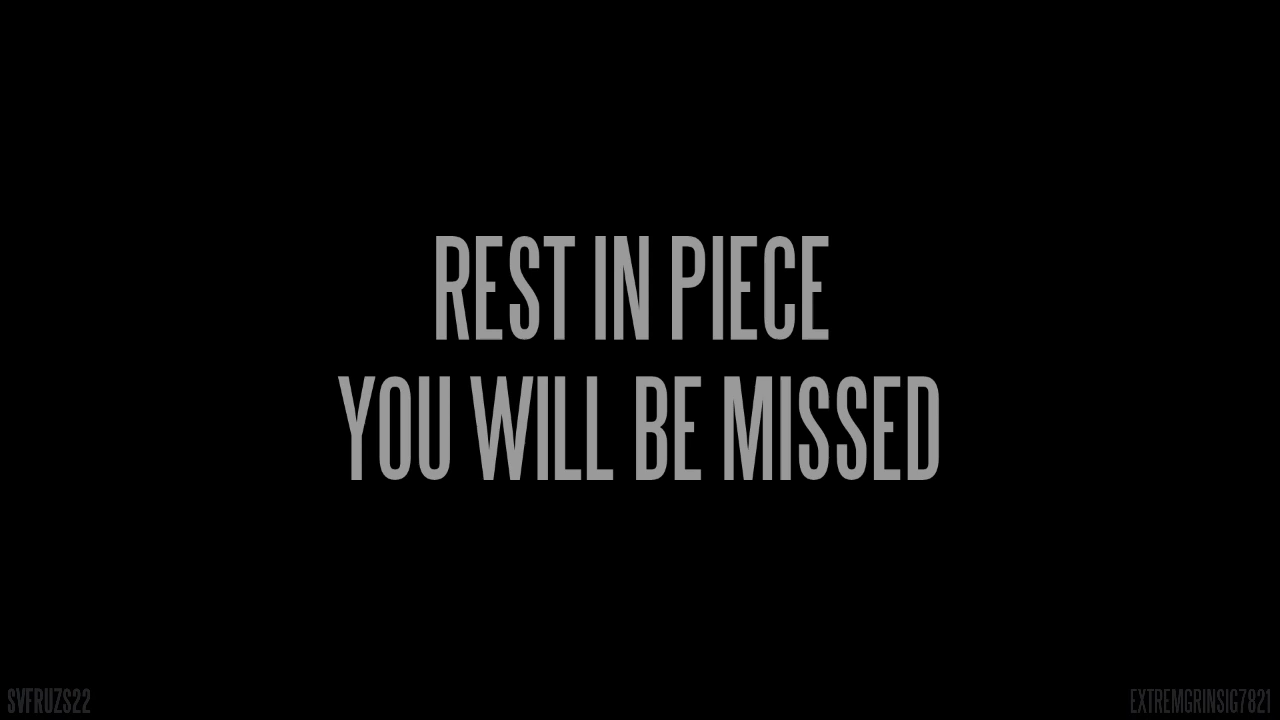 REST IN PIECE
YOU WILL BE MISSED
SVFRUZS22
EXTREMGRINSIG7821